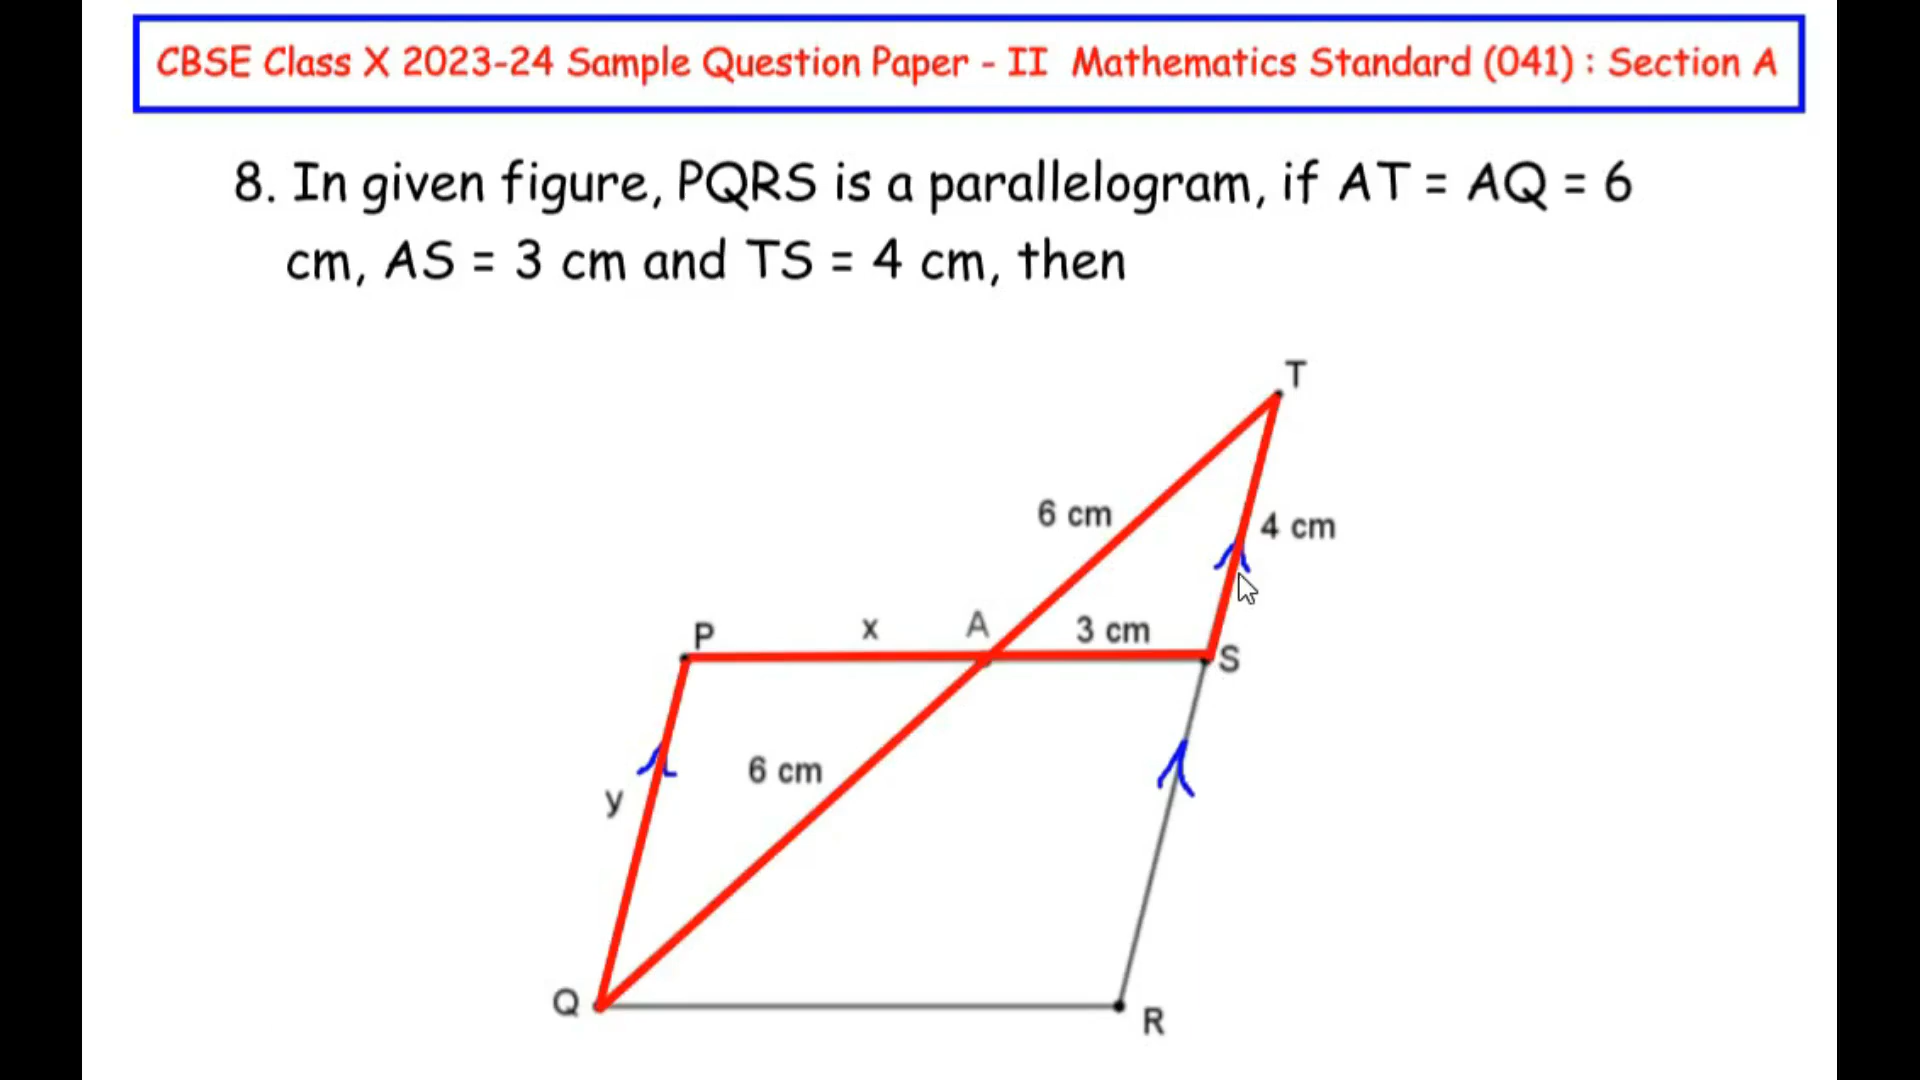 CBSE Class X 2023-24 Sample Question Paper - II Mathematics Standard (041) : Section A
8. In given figure, PQRS is a parallelogram, if AT = AQ = 6
cm, AS = 3 cm and TS = 4 cm, then
T
6 cm
4 cm
P
x
A
3 cm
S
6 cm
y
Q
R